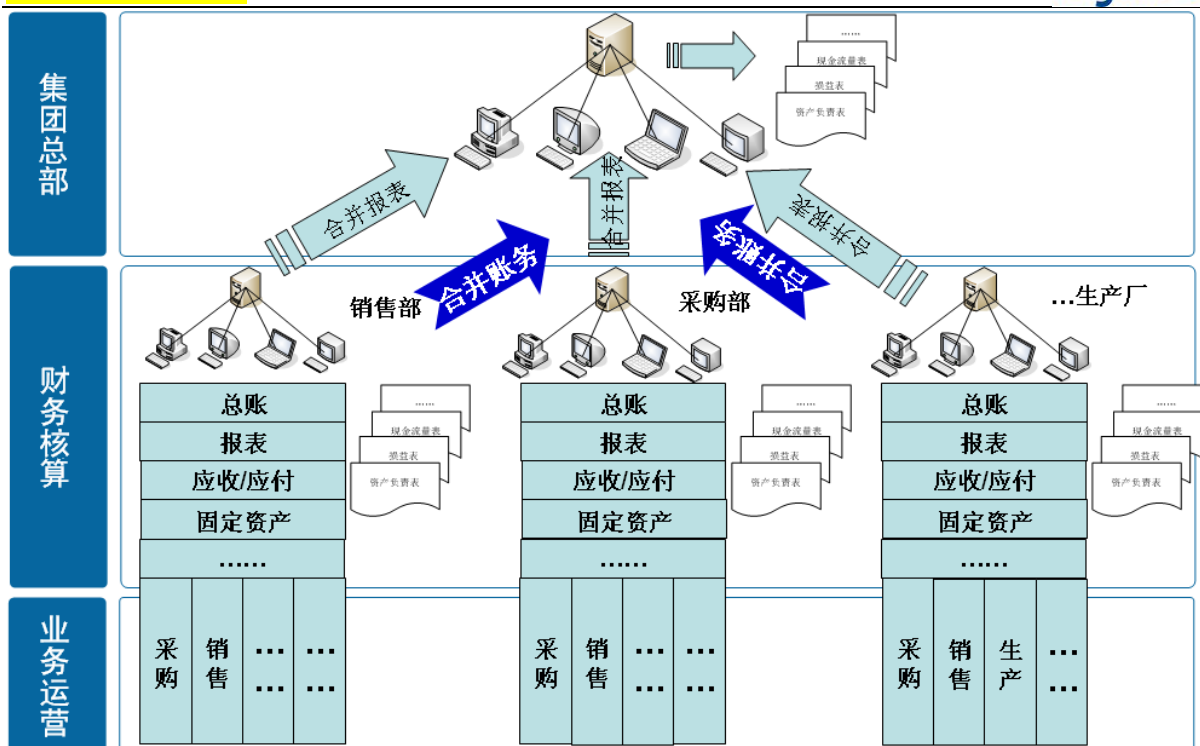 集团总部
……
现金流量表
损益表
资产负责表
合并报表
合并报表
合并报表
合并账务
合并账务
财务核算
销售部
采购部
…生产厂
总账
报表
应收/应付
固定资产
……
……
现金流量表
损益表
资产负责表
总账
报表
应收/应付
固定资产
……
……
现金流量表
损益表
资产负责表
总账
报表
应收/应付
固定资产
……
……
现金流量表
损益表
资产负责表
业务运营
采购
销售
……
……
采购
销售
……
……
采购
销售
生产
……